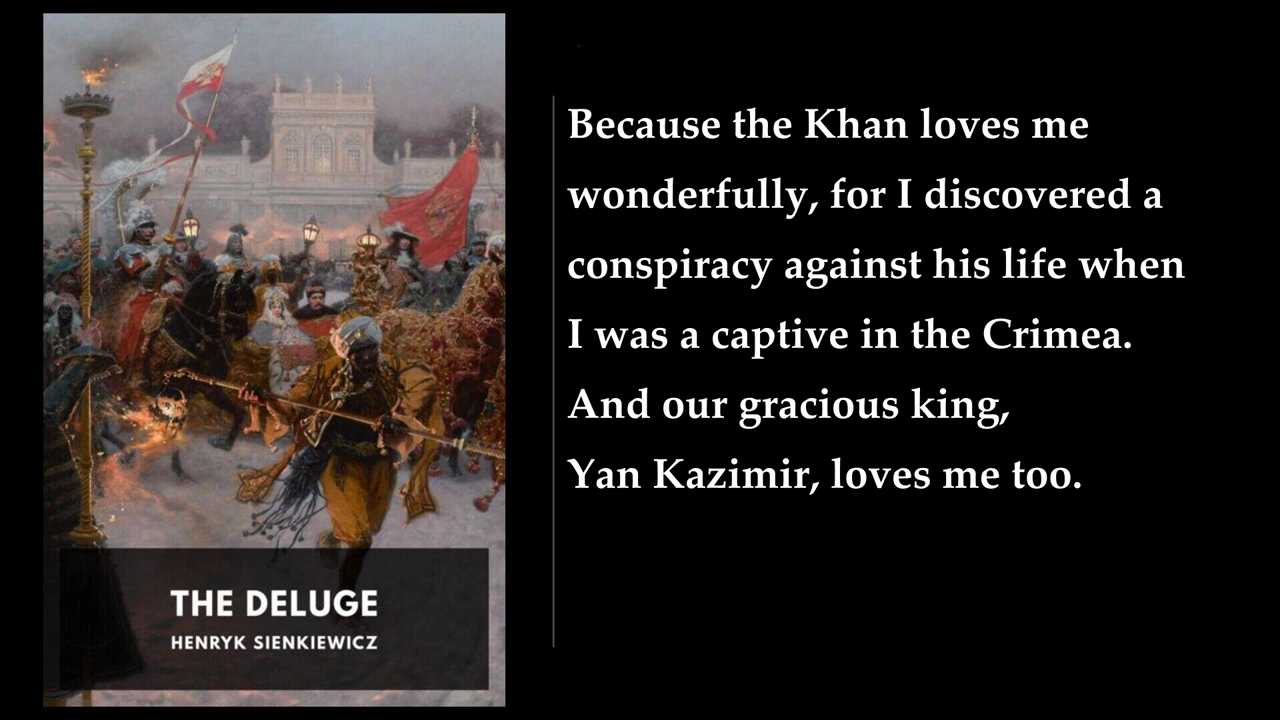 Because the Khan loves me
wonderfully, for I discovered a
conspiracy against his life when
I was a captive in the Crimea.
And our gracious king,
Yan Kazimir, loves me too.
THE DELUGE
HENRYK SIENKIEWICZ